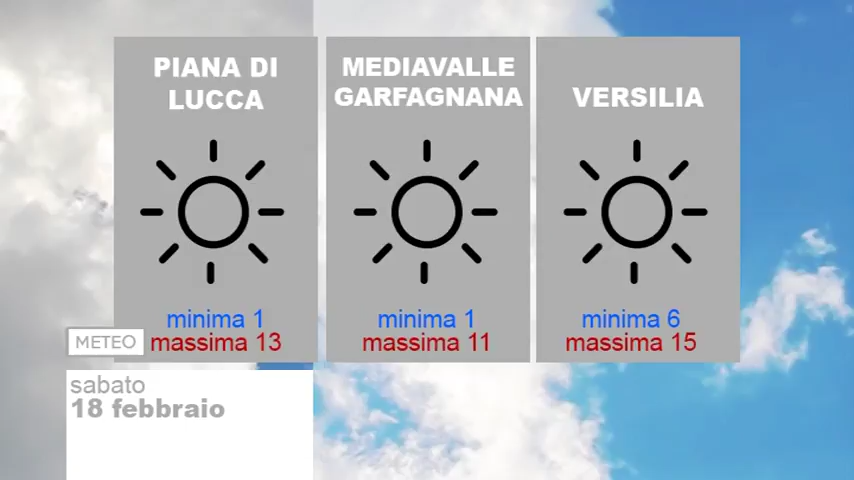 PIANA DI
LUCCA
minima 1
massima 13
MEDIAVALLE
GARFAGNANA
minima 1
massima 11
VERSILIA
minima 6
massima 15
METEO
sabato
18 febbraio